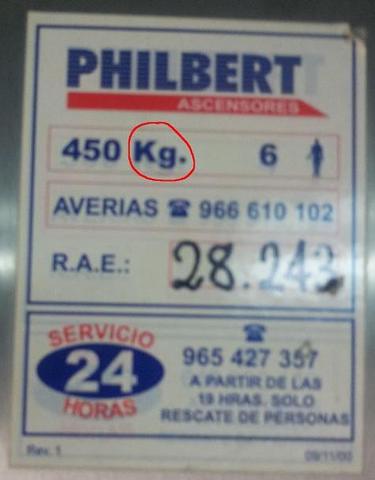 PHILBERT
ASCENSORES
450 Kg. 6
AVERIAS ☎ 966 610 102
R.A.E.: 28.243
SERVICIO
24
HORAS
☎
965 427 357
A PARTIR DE LAS
19 HRAS. SOLO
RESCATE DE PERSONAS
Rev. 1 09/11/00